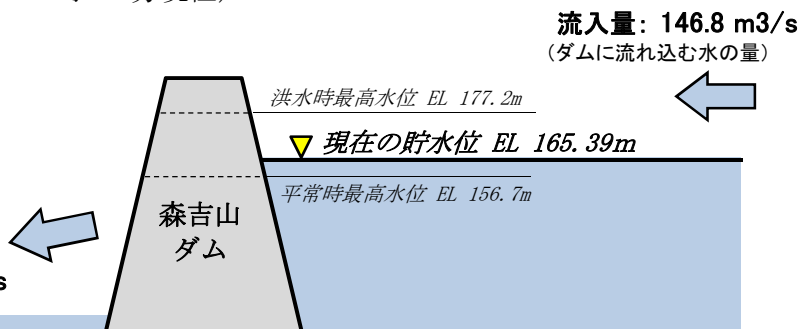 流入量: 146.8 m3/s
(ダムに流れ込む水の量)
洪水時最高水位 EL 177.2m
現在の貯水位 EL 165.39m
平常時最高水位 EL 156.7m
森吉山
ダム
s